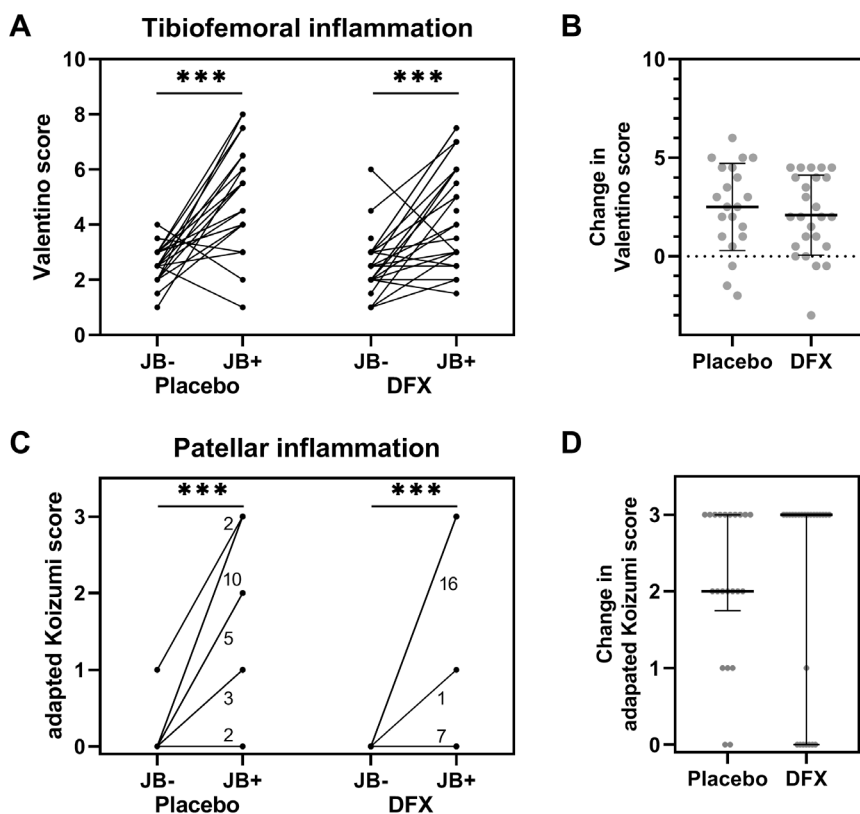 A
Tibiofemoral inflammation
Valentino score
10
8
6
4
2
0
***
***
JB-
JB+
JB-
JB+
Placebo
DFX
B
Change in
Valentino score
10
5
0
Placebo
DFX
C
Patellar inflammation
adapted Koizumi score
3
2
1
0
***
***
2
10
5
3
2
16
1
7
JB-
JB+
JB-
JB+
Placebo
DFX
D
Change in
adapated Koizumi score
3
2
1
0
Placebo
DFX